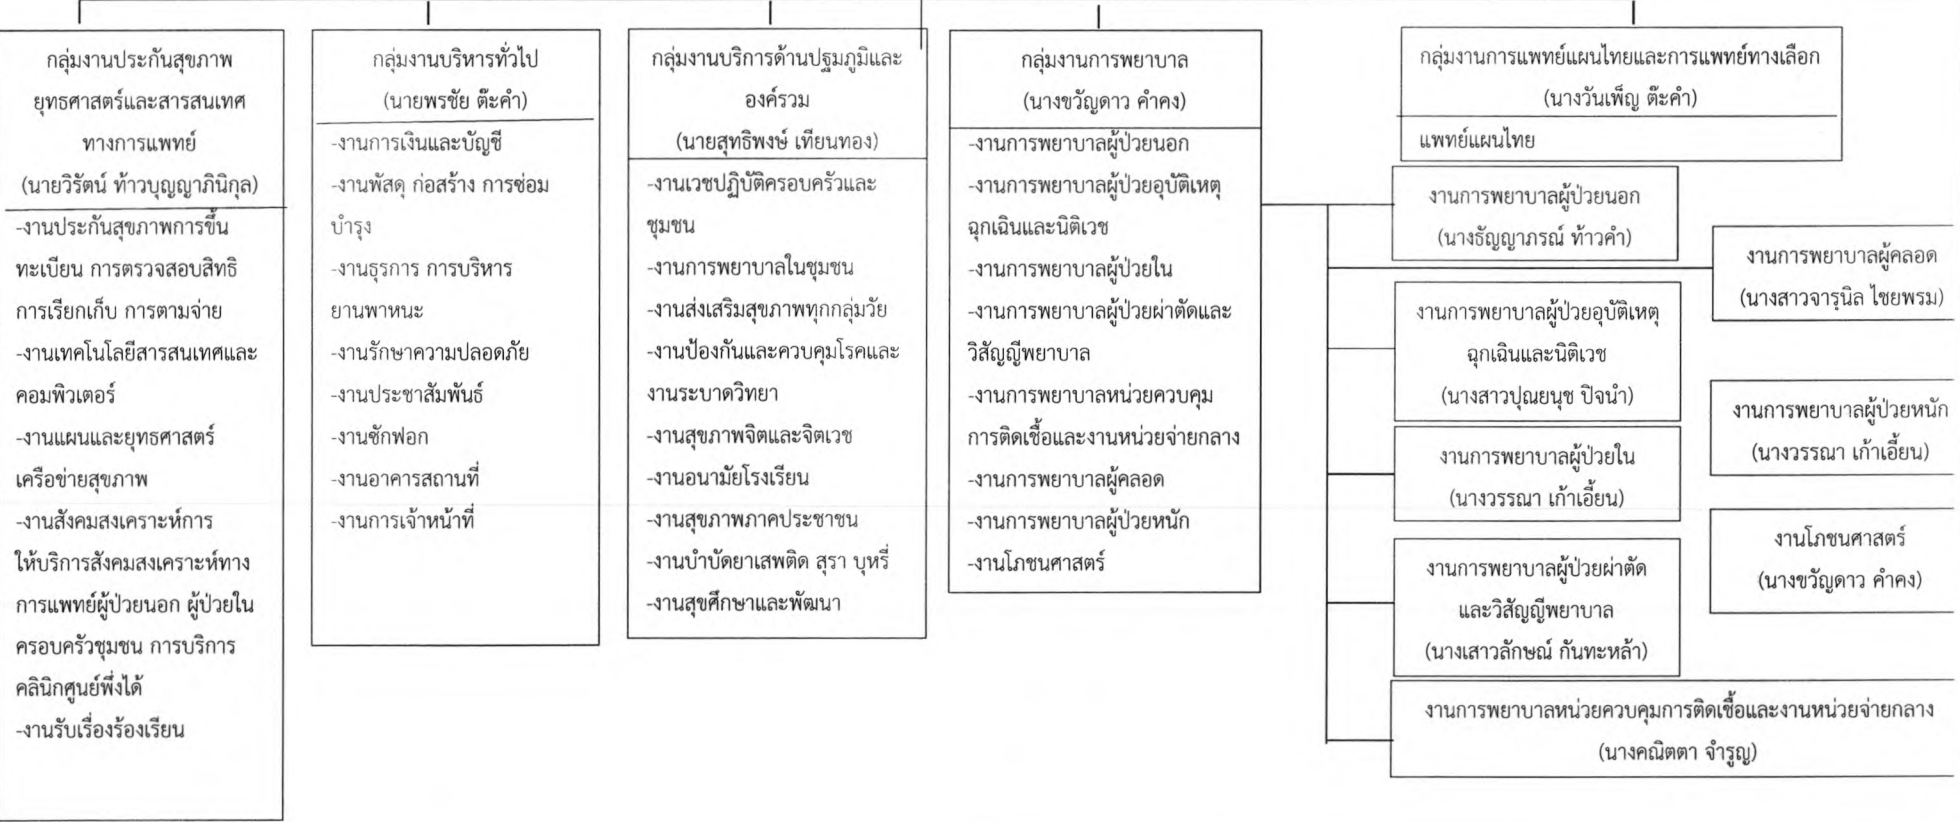 กลุ่มงานประกันสุขภาพ
ยุทธศาสตร์และสารสนเทศ
ทางการแพทย์
(นายวิรัตน์ ท้าวบุญญาภินิกุล)
-งานประกันสุขภาพการขึ้น
ทะเบียน การตรวจสอบสิทธิ
การเรียกเก็บ การตามจ่าย
-งานเทคโนโลยีสารสนเทศและ
คอมพิวเตอร์
-งานแผนและยุทธศาสตร์
เครือข่ายสุขภาพ
-งานสังคมสงเคราะห์การ
ให้บริการสังคมสงเคราะห์ทาง
การแพทย์ผู้ป่วยนอก ผู้ป่วยใน
ครอบครัวชุมชน การบริการ
คลินิกศูนย์พึ่งได้
-งานรับเรื่องร้องเรียน
กลุ่มงานบริหารทั่วไป
(นายพรชัย ต๊ะคำ)
-งานการเงินและบัญชี
-งานพัสดุ ก่อสร้าง การซ่อม
บำรุง
-งานธุรการ การบริหาร
ยานพาหนะ
-งานรักษาความปลอดภัย
-งานประชาสัมพันธ์
-งานซักฟอก
-งานอาคารสถานที่
-งานการเจ้าหน้าที่
กลุ่มงานบริการด้านปฐมภูมิและ
องค์รวม
(นายสุทธิพงษ์ เทียนทอง)
-งานเวชปฏิบัติครอบครัวและ
ชุมชน
-งานการพยาบาลในชุมชน
-งานส่งเสริมสุขภาพทุกกลุ่มวัย
-งานป้องกันและควบคุมโรคและ
งานระบาดวิทยา
-งานสุขภาพจิตและจิตเวช
-งานอนามัยโรงเรียน
-งานสุขภาพภาคประชาชน
-งานบำบัดยาเสพติด สุรา บุหรี่
-งานสุขศึกษาและพัฒนา
กลุ่มงานการพยาบาล
(นางขวัญดาว คำคง)
-งานการพยาบาลผู้ป่วยนอก
-งานการพยาบาลผู้ป่วยอุบัติเหตุ
ฉุกเฉินและนิติเวช
-งานการพยาบาลผู้ป่วยใน
-งานการพยาบาลผู้ป่วยผ่าตัดและ
วิสัญญีพยาบาล
-งานการพยาบาลหน่วยควบคุม
การติดเชื้อและงานหน่วยจ่ายกลาง
-งานการพยาบาลผู้คลอด
-งานการพยาบาลผู้ป่วยหนัก
-งานโภชนศาสตร์
กลุ่มงานการแพทย์แผนไทยและการแพทย์ทางเลือก
(นางวันเพ็ญ ต๊ะคำ)
แพทย์แผนไทย
งานการพยาบาลผู้ป่วยนอก
(นางธัญญาภรณ์ ท้าวคำ)
งานการพยาบาลผู้คลอด
(นางสาวจารุนิล ไชยพรม)
งานการพยาบาลผู้ป่วยอุบัติเหตุ
ฉุกเฉินและนิติเวช
(นางสาวปุณยนุช ปิจนำ)
งานการพยาบาลผู้ป่วยหนัก
(นางวรรณา เก้าเอี้ยน)
งานการพยาบาลผู้ป่วยใน
(นางวรรณา เก้าเอี้ยน)
งานโภชนศาสตร์
(นางขวัญดาว คำคง)
งานการพยาบาลผู้ป่วยผ่าตัด
และวิสัญญีพยาบาล
(นางเสาวลักษณ์ กันทะหล้า)
งานการพยาบาลหน่วยควบคุมการติดเชื้อและงานหน่วยจ่ายกลาง
(นางคณิตตา จำรูญ)